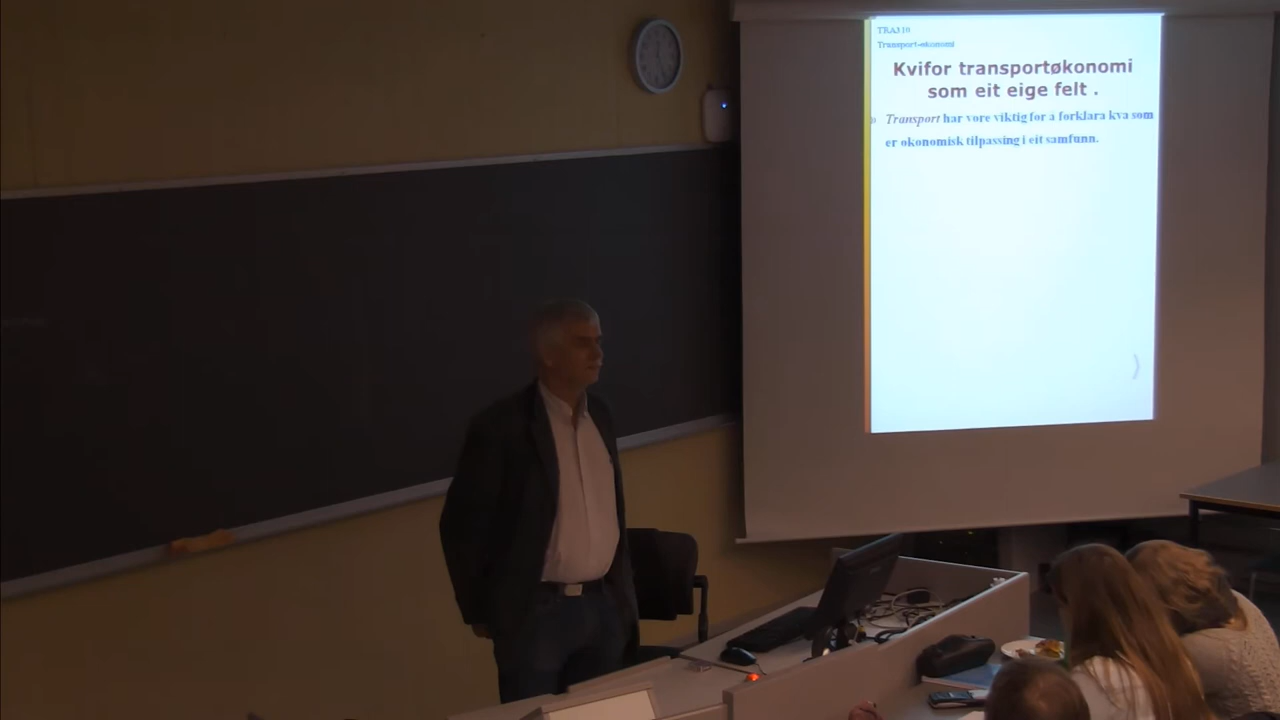 TRA310
Transport-økonomi
Kvifor transportøkonomi
som eit eige felt .
» Transport har vore viktig for å forklara kva som
er økonomisk tilpassing i eit samfunn.